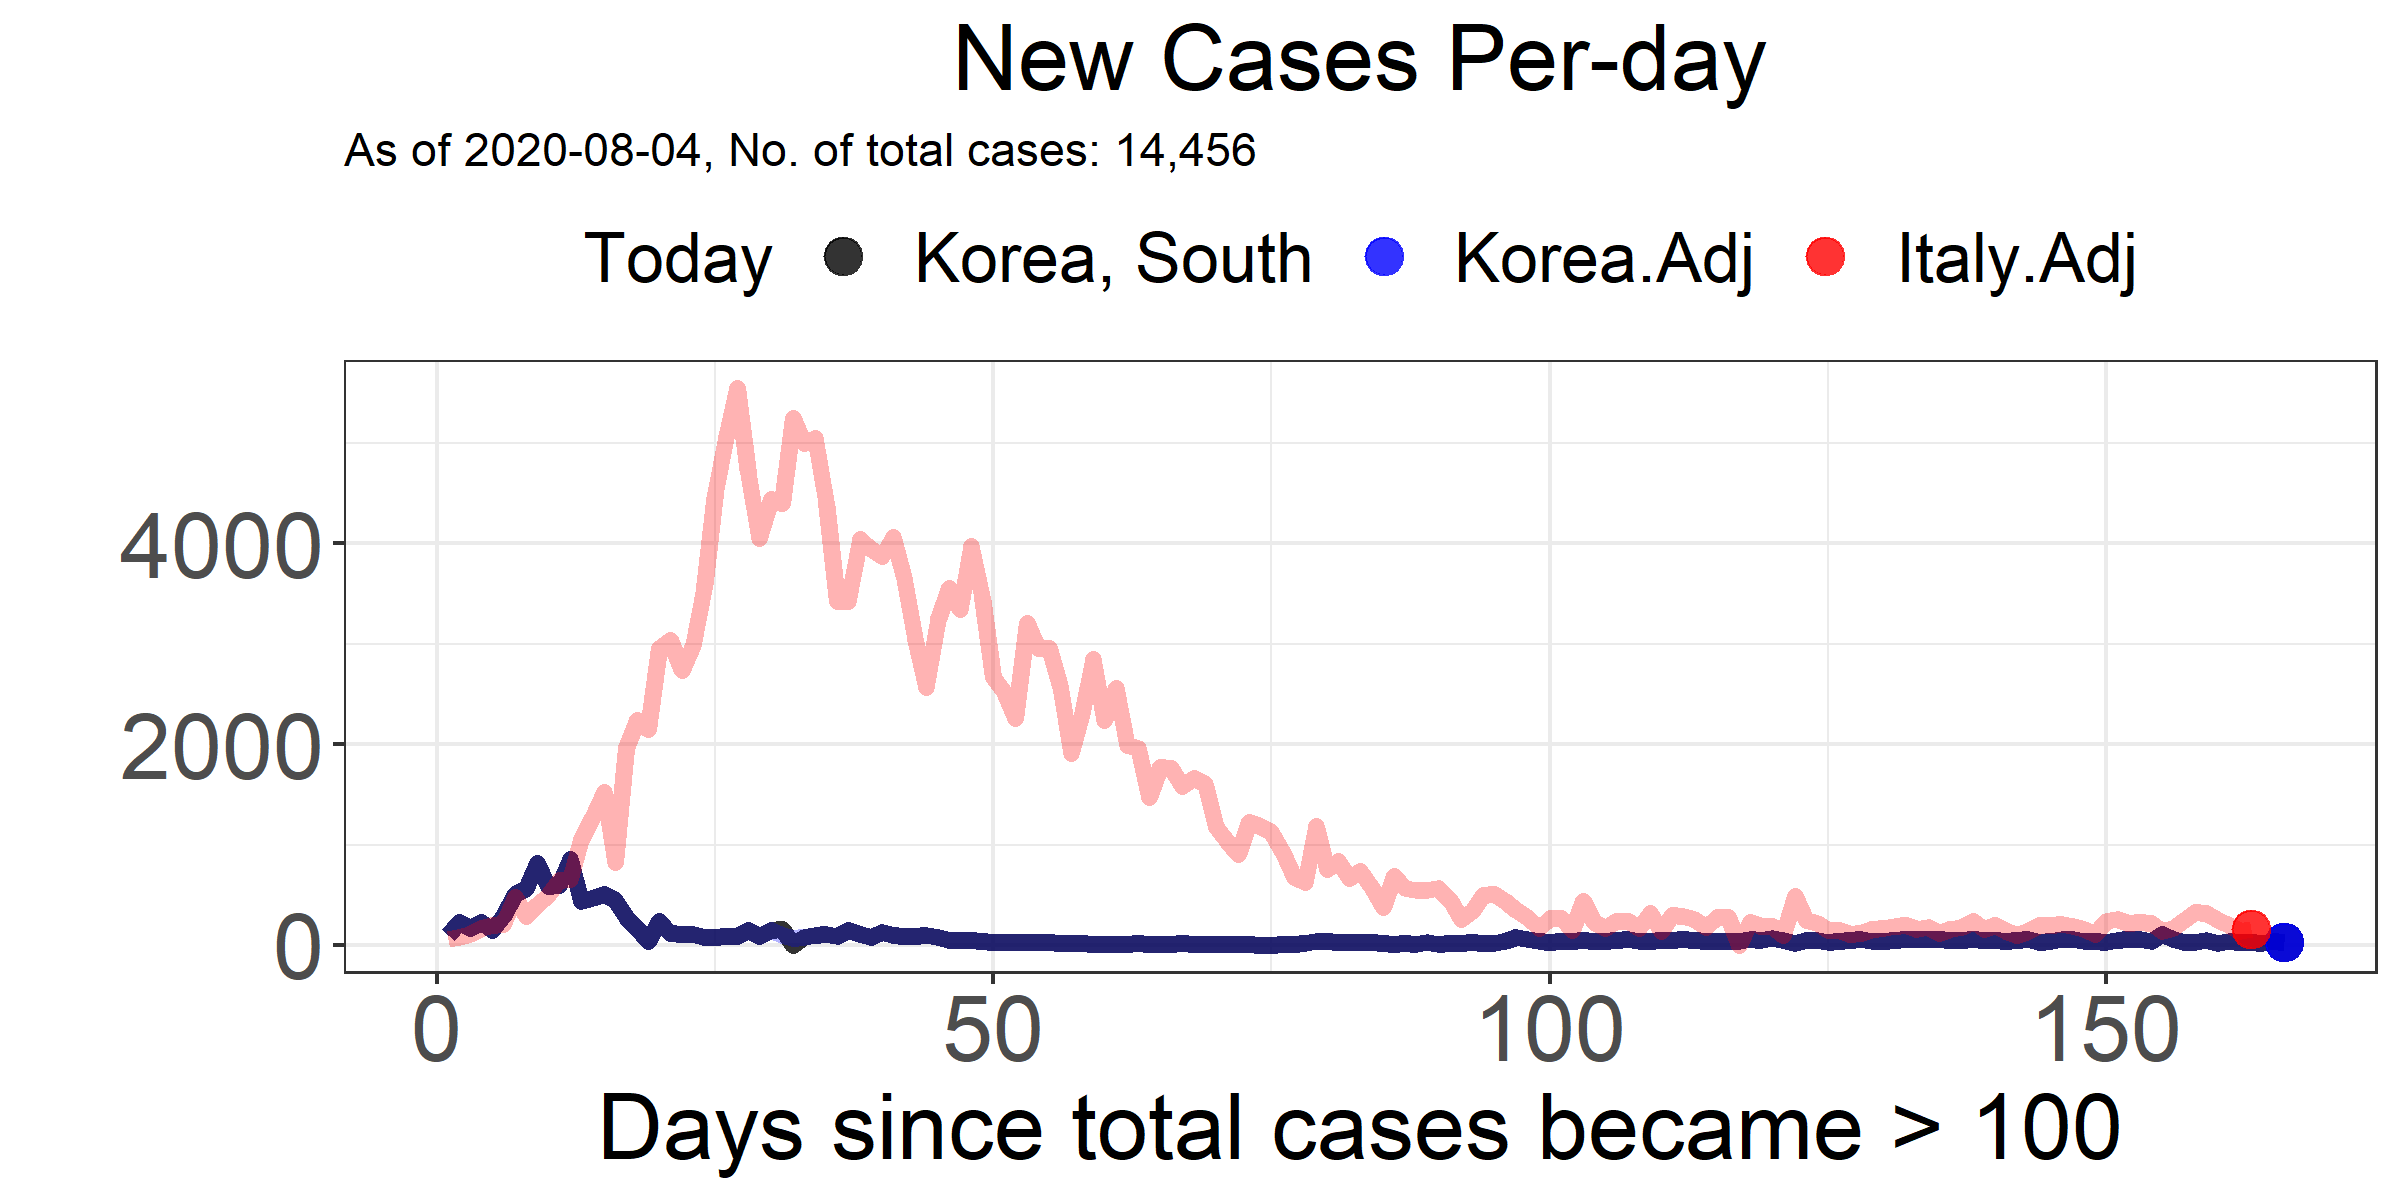 New Cases Per-day
As of 2020-08-04, No. of total cases: 14,456
Today Korea, South Korea.Adj Italy.Adj
4000
2000
0
0 50 100 150
Days since total cases became > 100